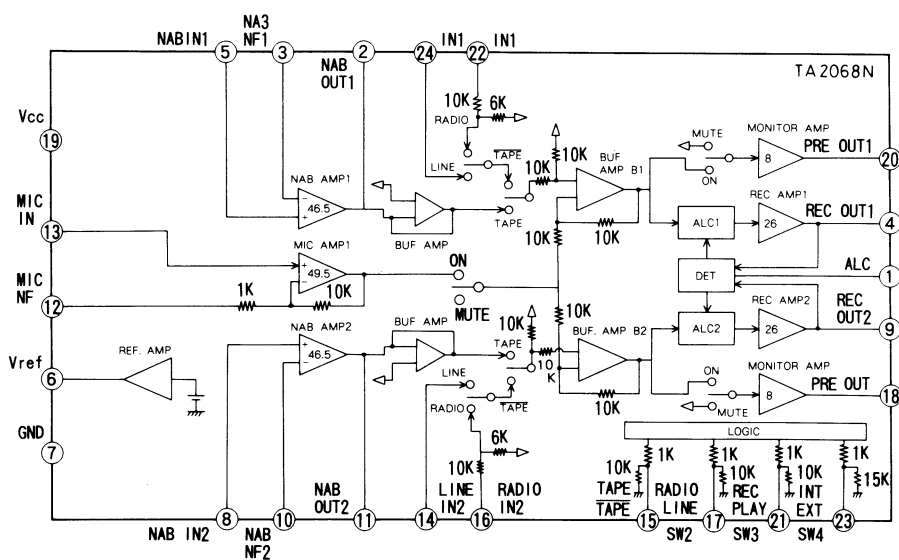 NA3
NABIN1 NF1 IN1 IN1
5 3 2 24 22
NAB
OUT1
TA2068N
10K
6K
Vcc
19
RADIO
MUTE
MONITOR AMP
8
PRE OUT1
20
LINE
TAPE
10K
10K
BUF
AMP B1
ON
MIC
IN
13
NAB AMP1
-
+
46.5
BUF AMP
TAPE
10K
10K
ALC1
REC AMP1
26
REC OUT1
4
MIC AMP1
+
-
49.5
ON
DET
ALC
1
MIC
NF
12
1K
10K
MUTE
10K
10K
ALC2
REC AMP2
26
REC
OUT2
9
NAB AMP2
+
-
46.5
BUF AMP
TAPE
10
K
BUF. AMP B2
REF. AMP
Vref
6
LINE
TAPE
RADIO
10K
ON
MUTE
MONITOR AMP
8
PRE OUT
18
GND
7
6K
10K
LOGIC
1K
1K
1K
1K
10K
10K
10K
15K
NAB IN2
8
NAB
NF2
10
NAB
OUT2
11
LINE
IN2
14
RADIO
IN2
16
TAPE
TAPE
15
RADIO
LINE
SW2
17
REC
PLAY
SW3
21
INT
EXT
SW4
23